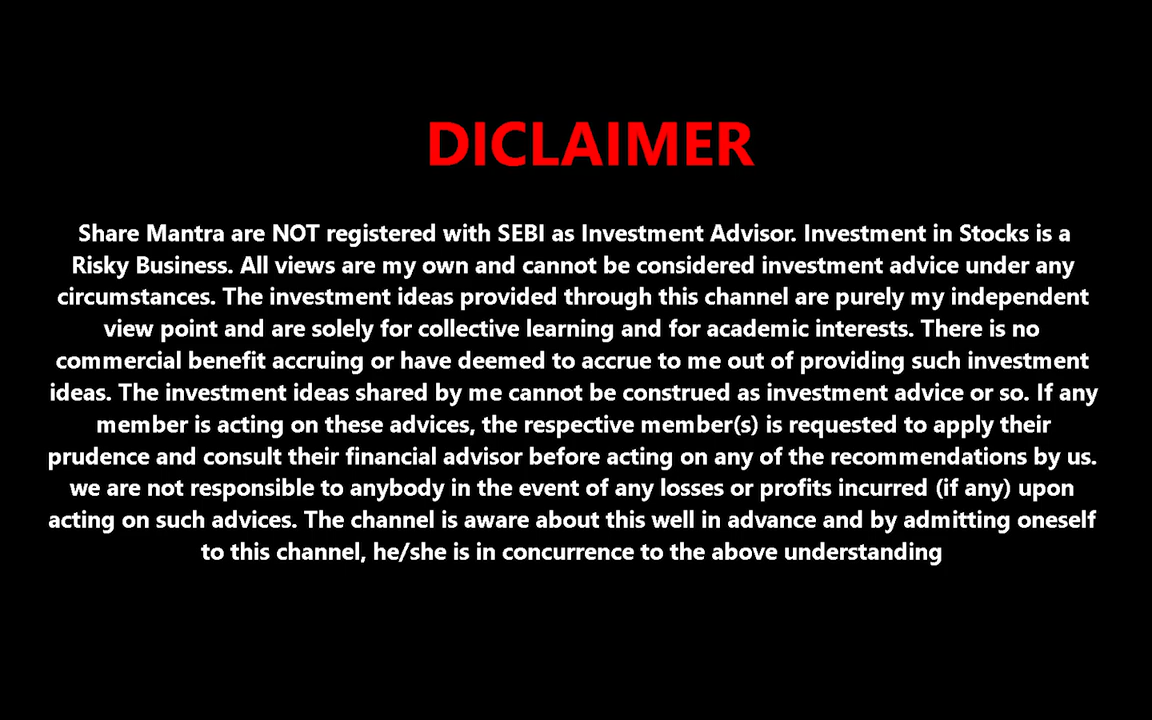 DICLAIMER
Share Mantra are NOT registered with SEBI as Investment Advisor. Investment in Stocks is a
Risky Business. All views are my own and cannot be considered investment advice under any
circumstances. The investment ideas provided through this channel are purely my independent
view point and are solely for collective learning and for academic interests. There is no
commercial benefit accruing or have deemed to accrue to me out of providing such investment
ideas. The investment ideas shared by me cannot be construed as investment advice or so. If any
member is acting on these advices, the respective member(s) is requested to apply their
prudence and consult their financial advisor before acting on any of the recommendations by us.
we are not responsible to anybody in the event of any losses or profits incurred (if any) upon
acting on such advices. The channel is aware about this well in advance and by admitting oneself
to this channel, he/she is in concurrence to the above understanding